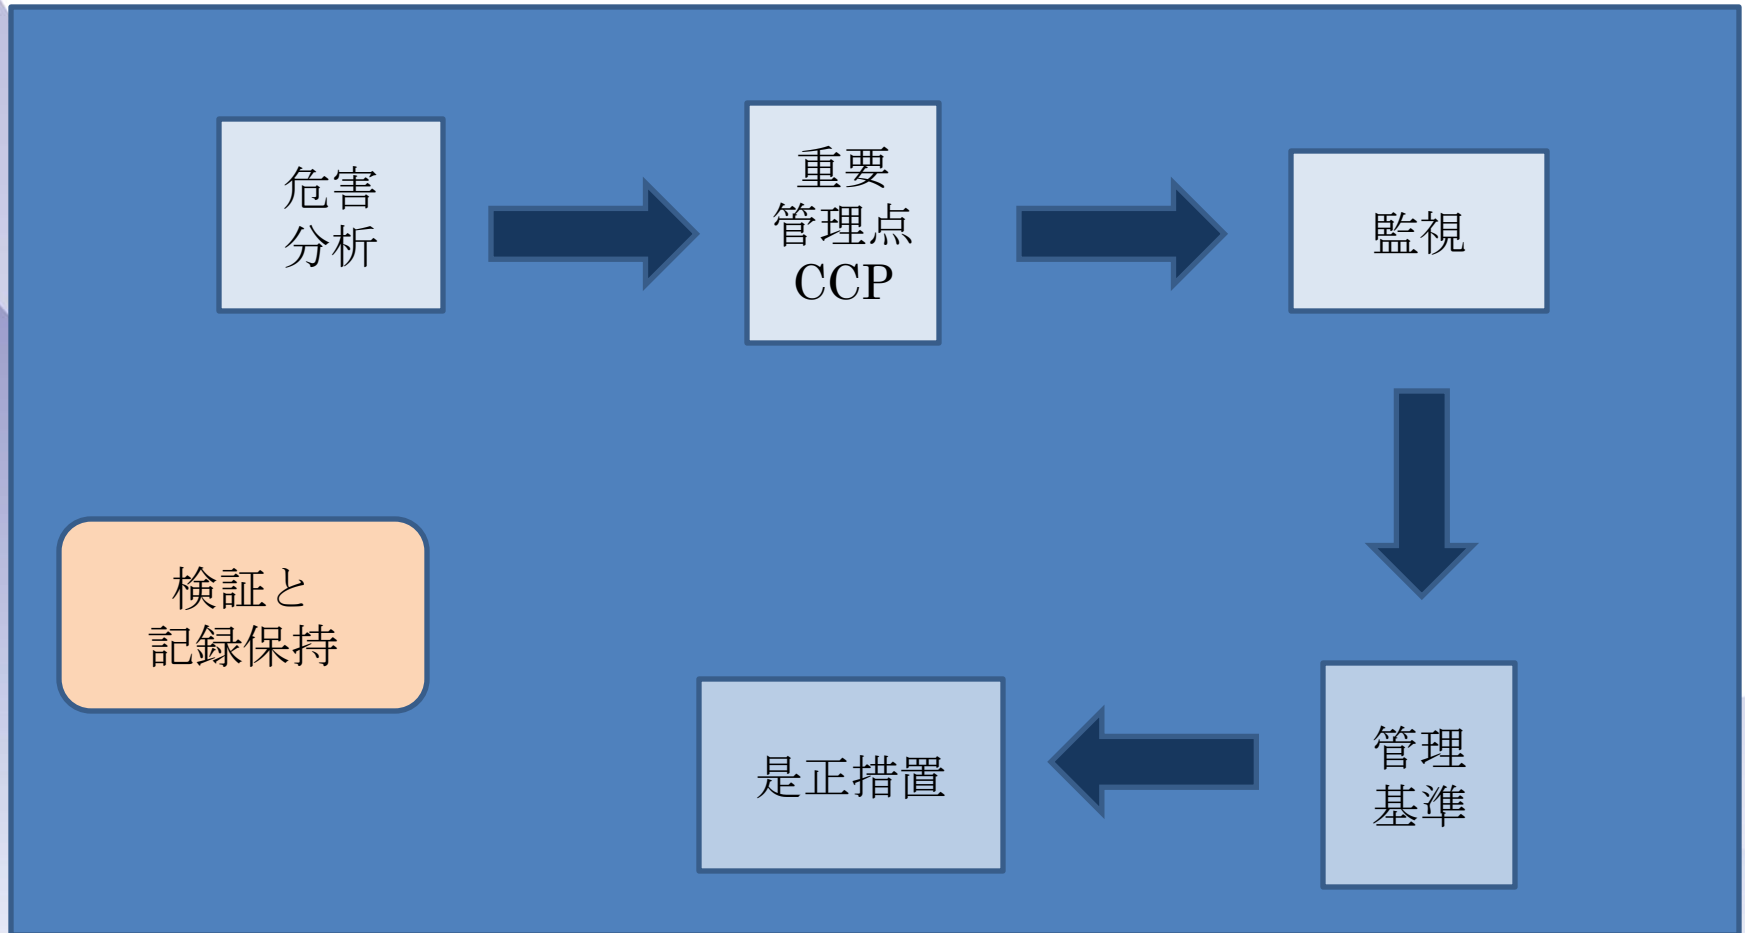 危害
分析
重要
管理点
CCP
監視
検証と
記録保持
是正措置
管理
基準